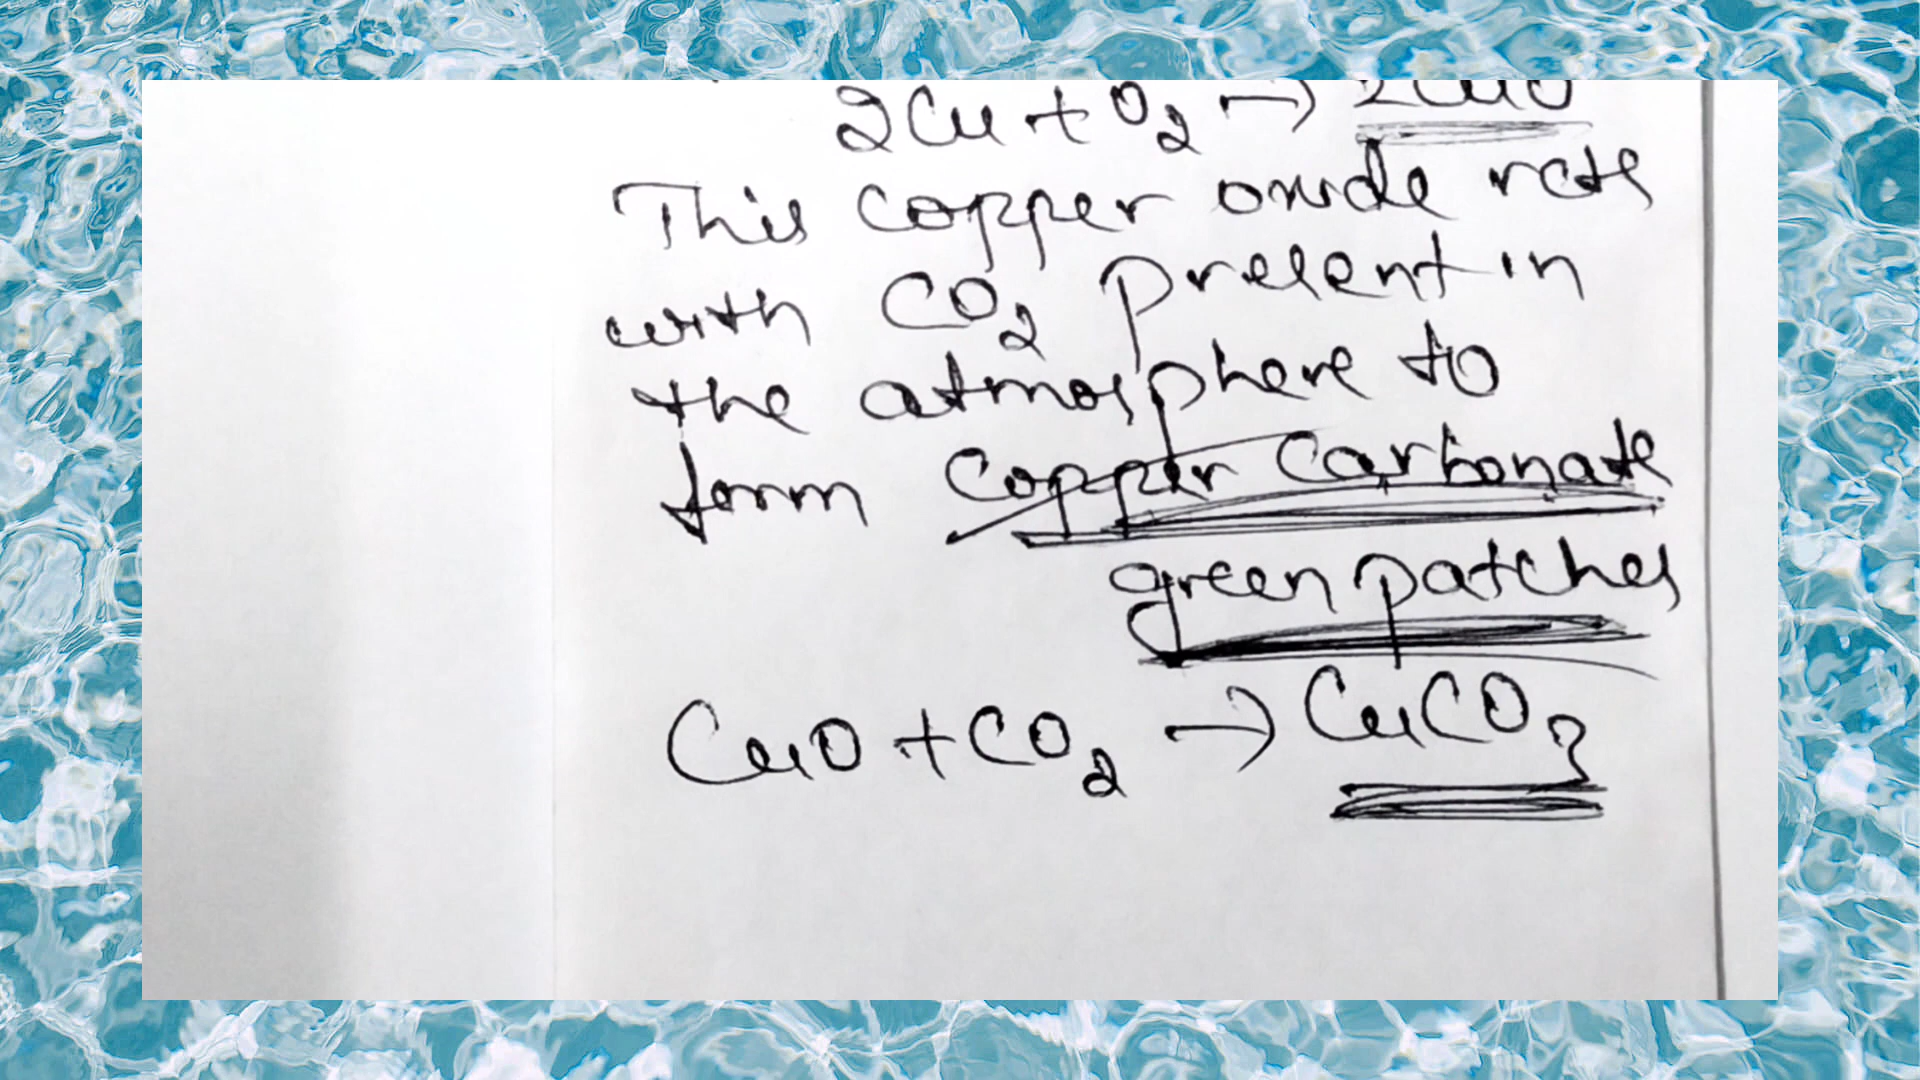 2Cu + O₂ → 2CuO
This copper oxide rcts
with CO₂ present in
the atmosphere to
form Copper Carbonate
green patches
CuO + CO₂ → CuCO₃